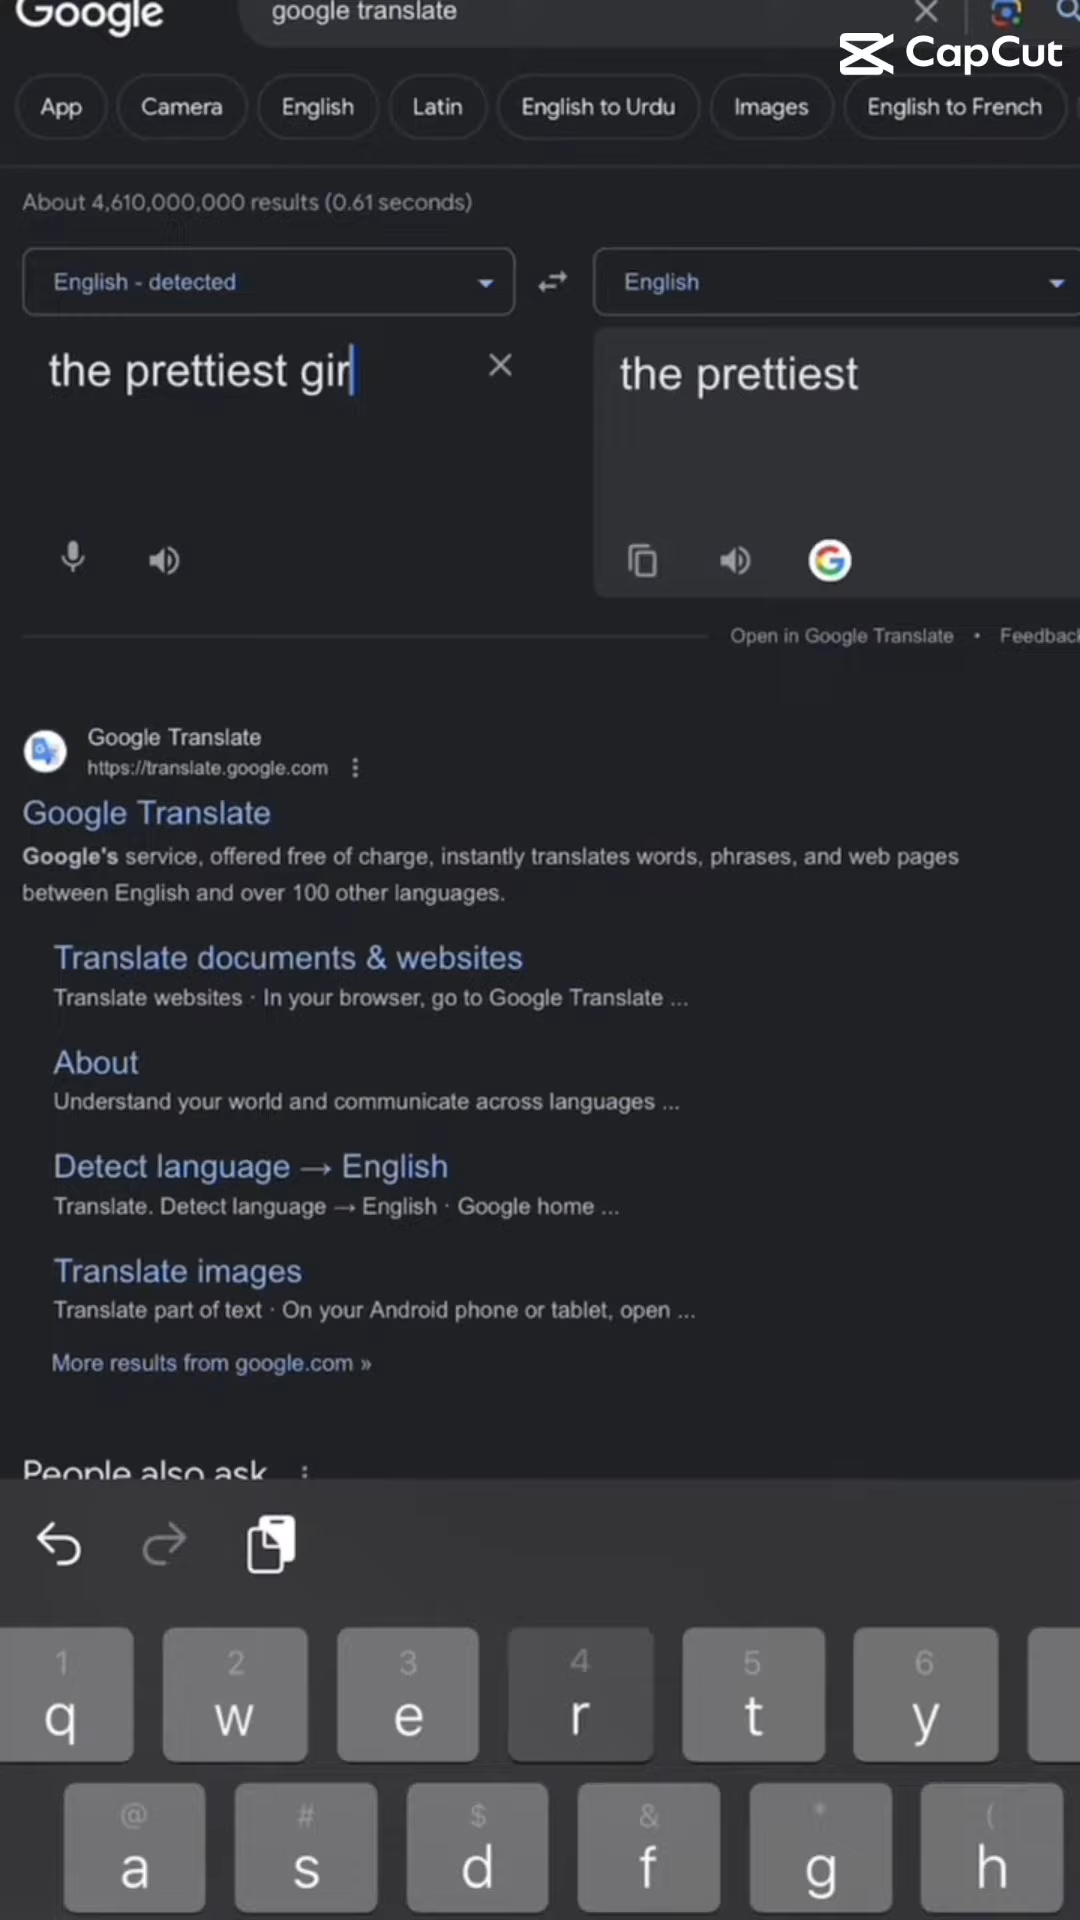 Google
google translate
CapCut
App
Camera
English
Latin
English to Urdu
Images
English to French
About 4,610,000,000 results (0.61 seconds)
English - detected
English
the prettiest gir
the prettiest
Open in Google Translate • Feedback
Google Translate
https://translate.google.com
Google Translate
Google's service, offered free of charge, instantly translates words, phrases, and web pages
between English and over 100 other languages.
Translate documents & websites
Translate websites · In your browser, go to Google Translate ...
About
Understand your world and communicate across languages ...
Detect language → English
Translate. Detect language → English · Google home ...
Translate images
Translate part of text · On your Android phone or tablet, open ...
More results from google.com »
People also ask
1 2 3 4 5 6
q w e r t y
@ # $ & * (
a s d f g h